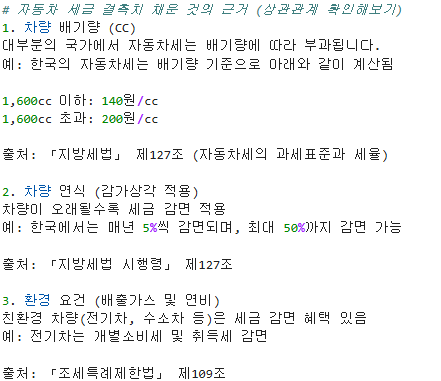 # 자동차 세금 결측치 채운 것의 근거 (상관관계 확인해보기)
1. 차량 배기량 (CC)
대부분의 국가에서 자동차세는 배기량에 따라 부과됩니다.
예: 한국의 자동차세는 배기량 기준으로 아래와 같이 계산됨
1,600cc 이하: 140원/cc
1,600cc 초과: 200원/cc
출처: 「지방세법」 제127조 (자동차세의 과세표준과 세율)
2. 차량 연식 (감가상각 적용)
차량이 오래될수록 세금 감면 적용
예: 한국에서는 매년 5%씩 감면되며, 최대 50%까지 감면 가능
출처: 「지방세법 시행령」 제127조
3. 환경 요건 (배출가스 및 연비)
친환경 차량(전기차, 수소차 등)은 세금 감면 혜택 있음
예: 전기차는 개별소비세 및 취득세 감면
출처: 「조세특례제한법」 제109조